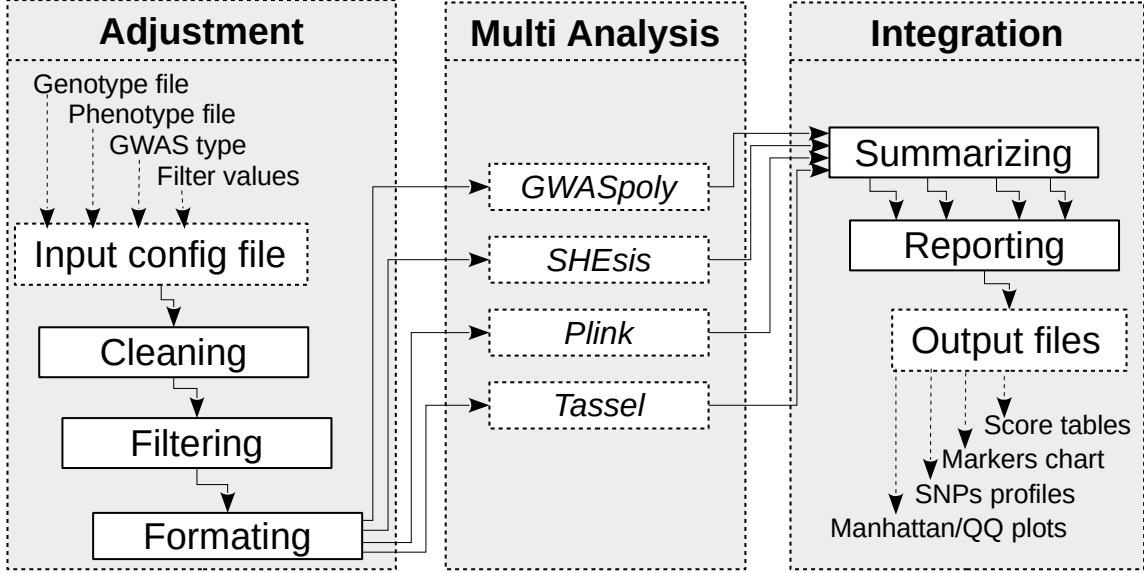 Adjustment
Genotype file
Phenotype file
GWAS type
Filter values
Input config file
Cleaning
Filtering
Formating
Multi Analysis
GWASpoly
SHEsis
Plink
Tassel
Integration
Summarizing
Reporting
Output files
Score tables
Markers chart
SNPs profiles
Manhattan/QQ plots